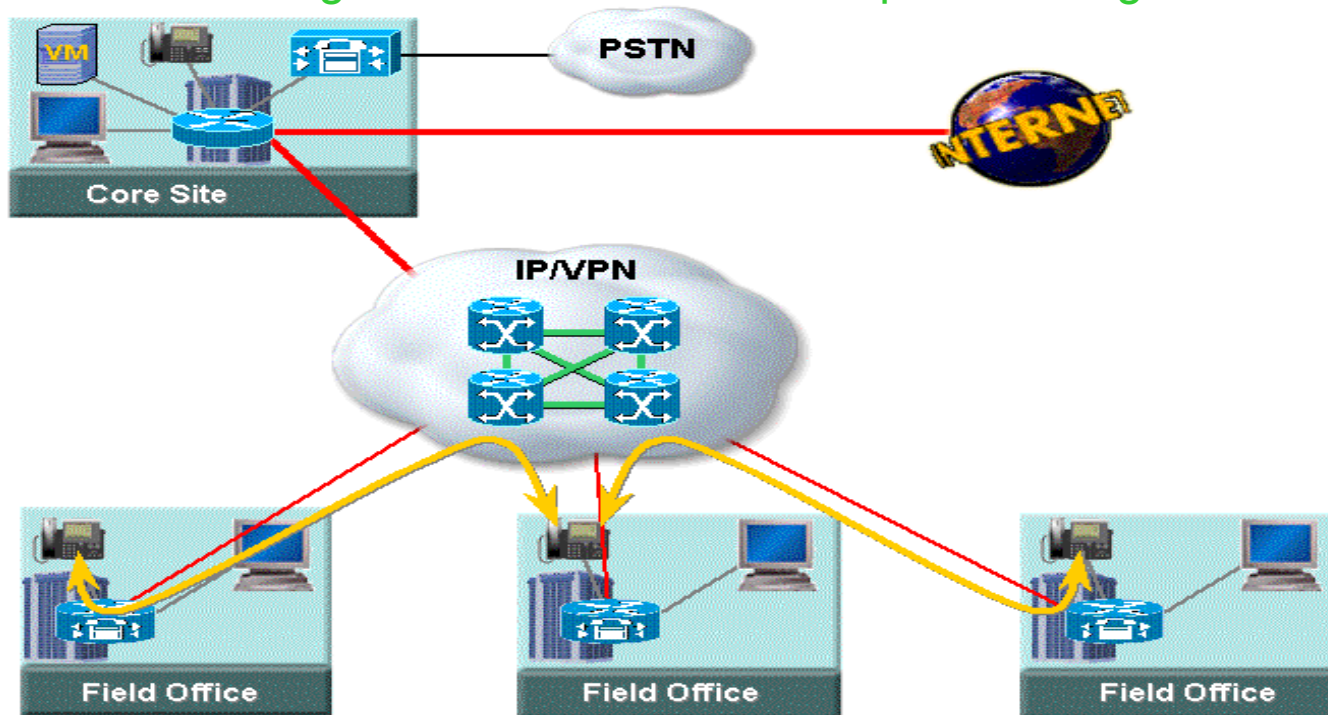 VM
PSTN
INTERNET
Core Site
IP/VPN
Field Office
Field Office
Field Office